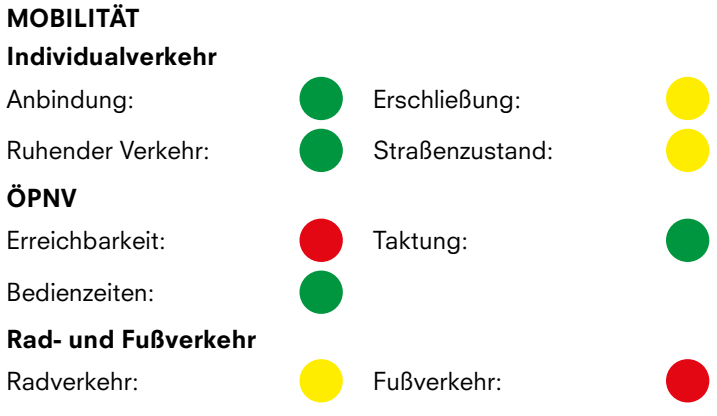 MOBILITÄT
Individualverkehr
Anbindung: Erschließung:
Ruhender Verkehr: Straßenzustand:
ÖPNV
Erreichbarkeit: Taktung:
Bedienzeiten:
Rad- und Fußverkehr
Radverkehr: Fußverkehr: